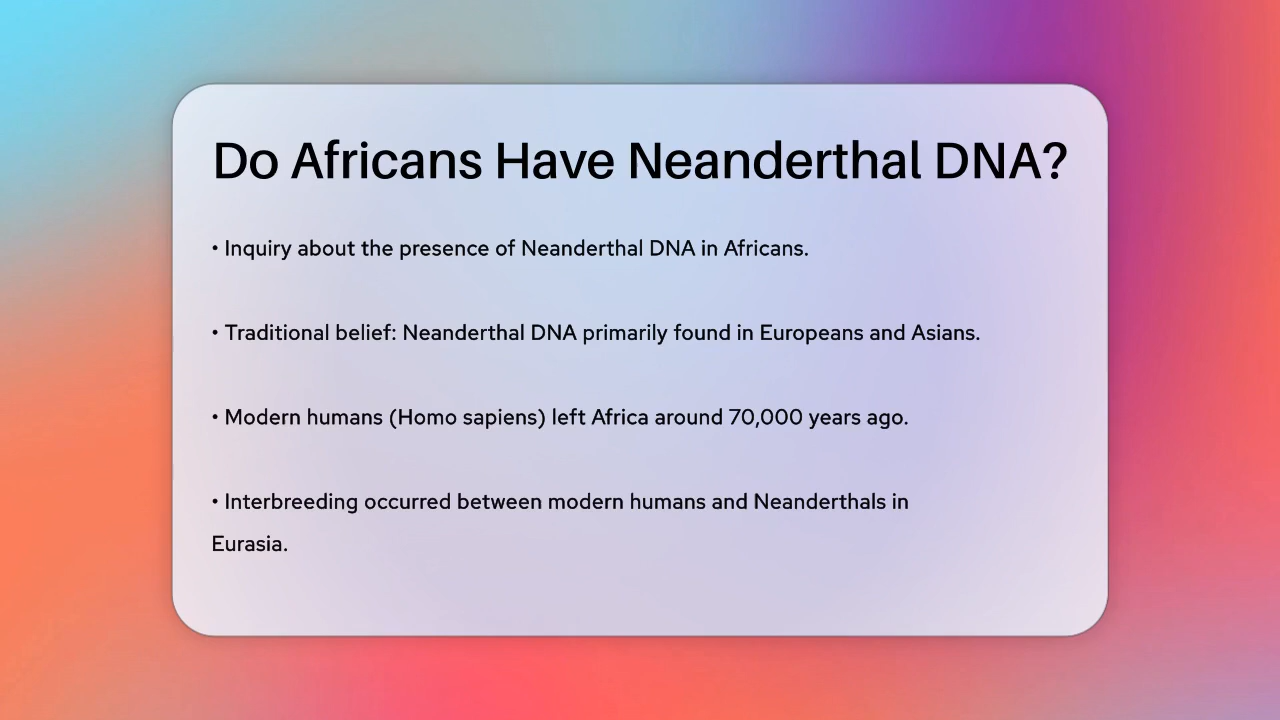 Do Africans Have Neanderthal DNA?
• Inquiry about the presence of Neanderthal DNA in Africans.
• Traditional belief: Neanderthal DNA primarily found in Europeans and Asians.
• Modern humans (Homo sapiens) left Africa around 70,000 years ago.
• Interbreeding occurred between modern humans and Neanderthals in
Eurasia.